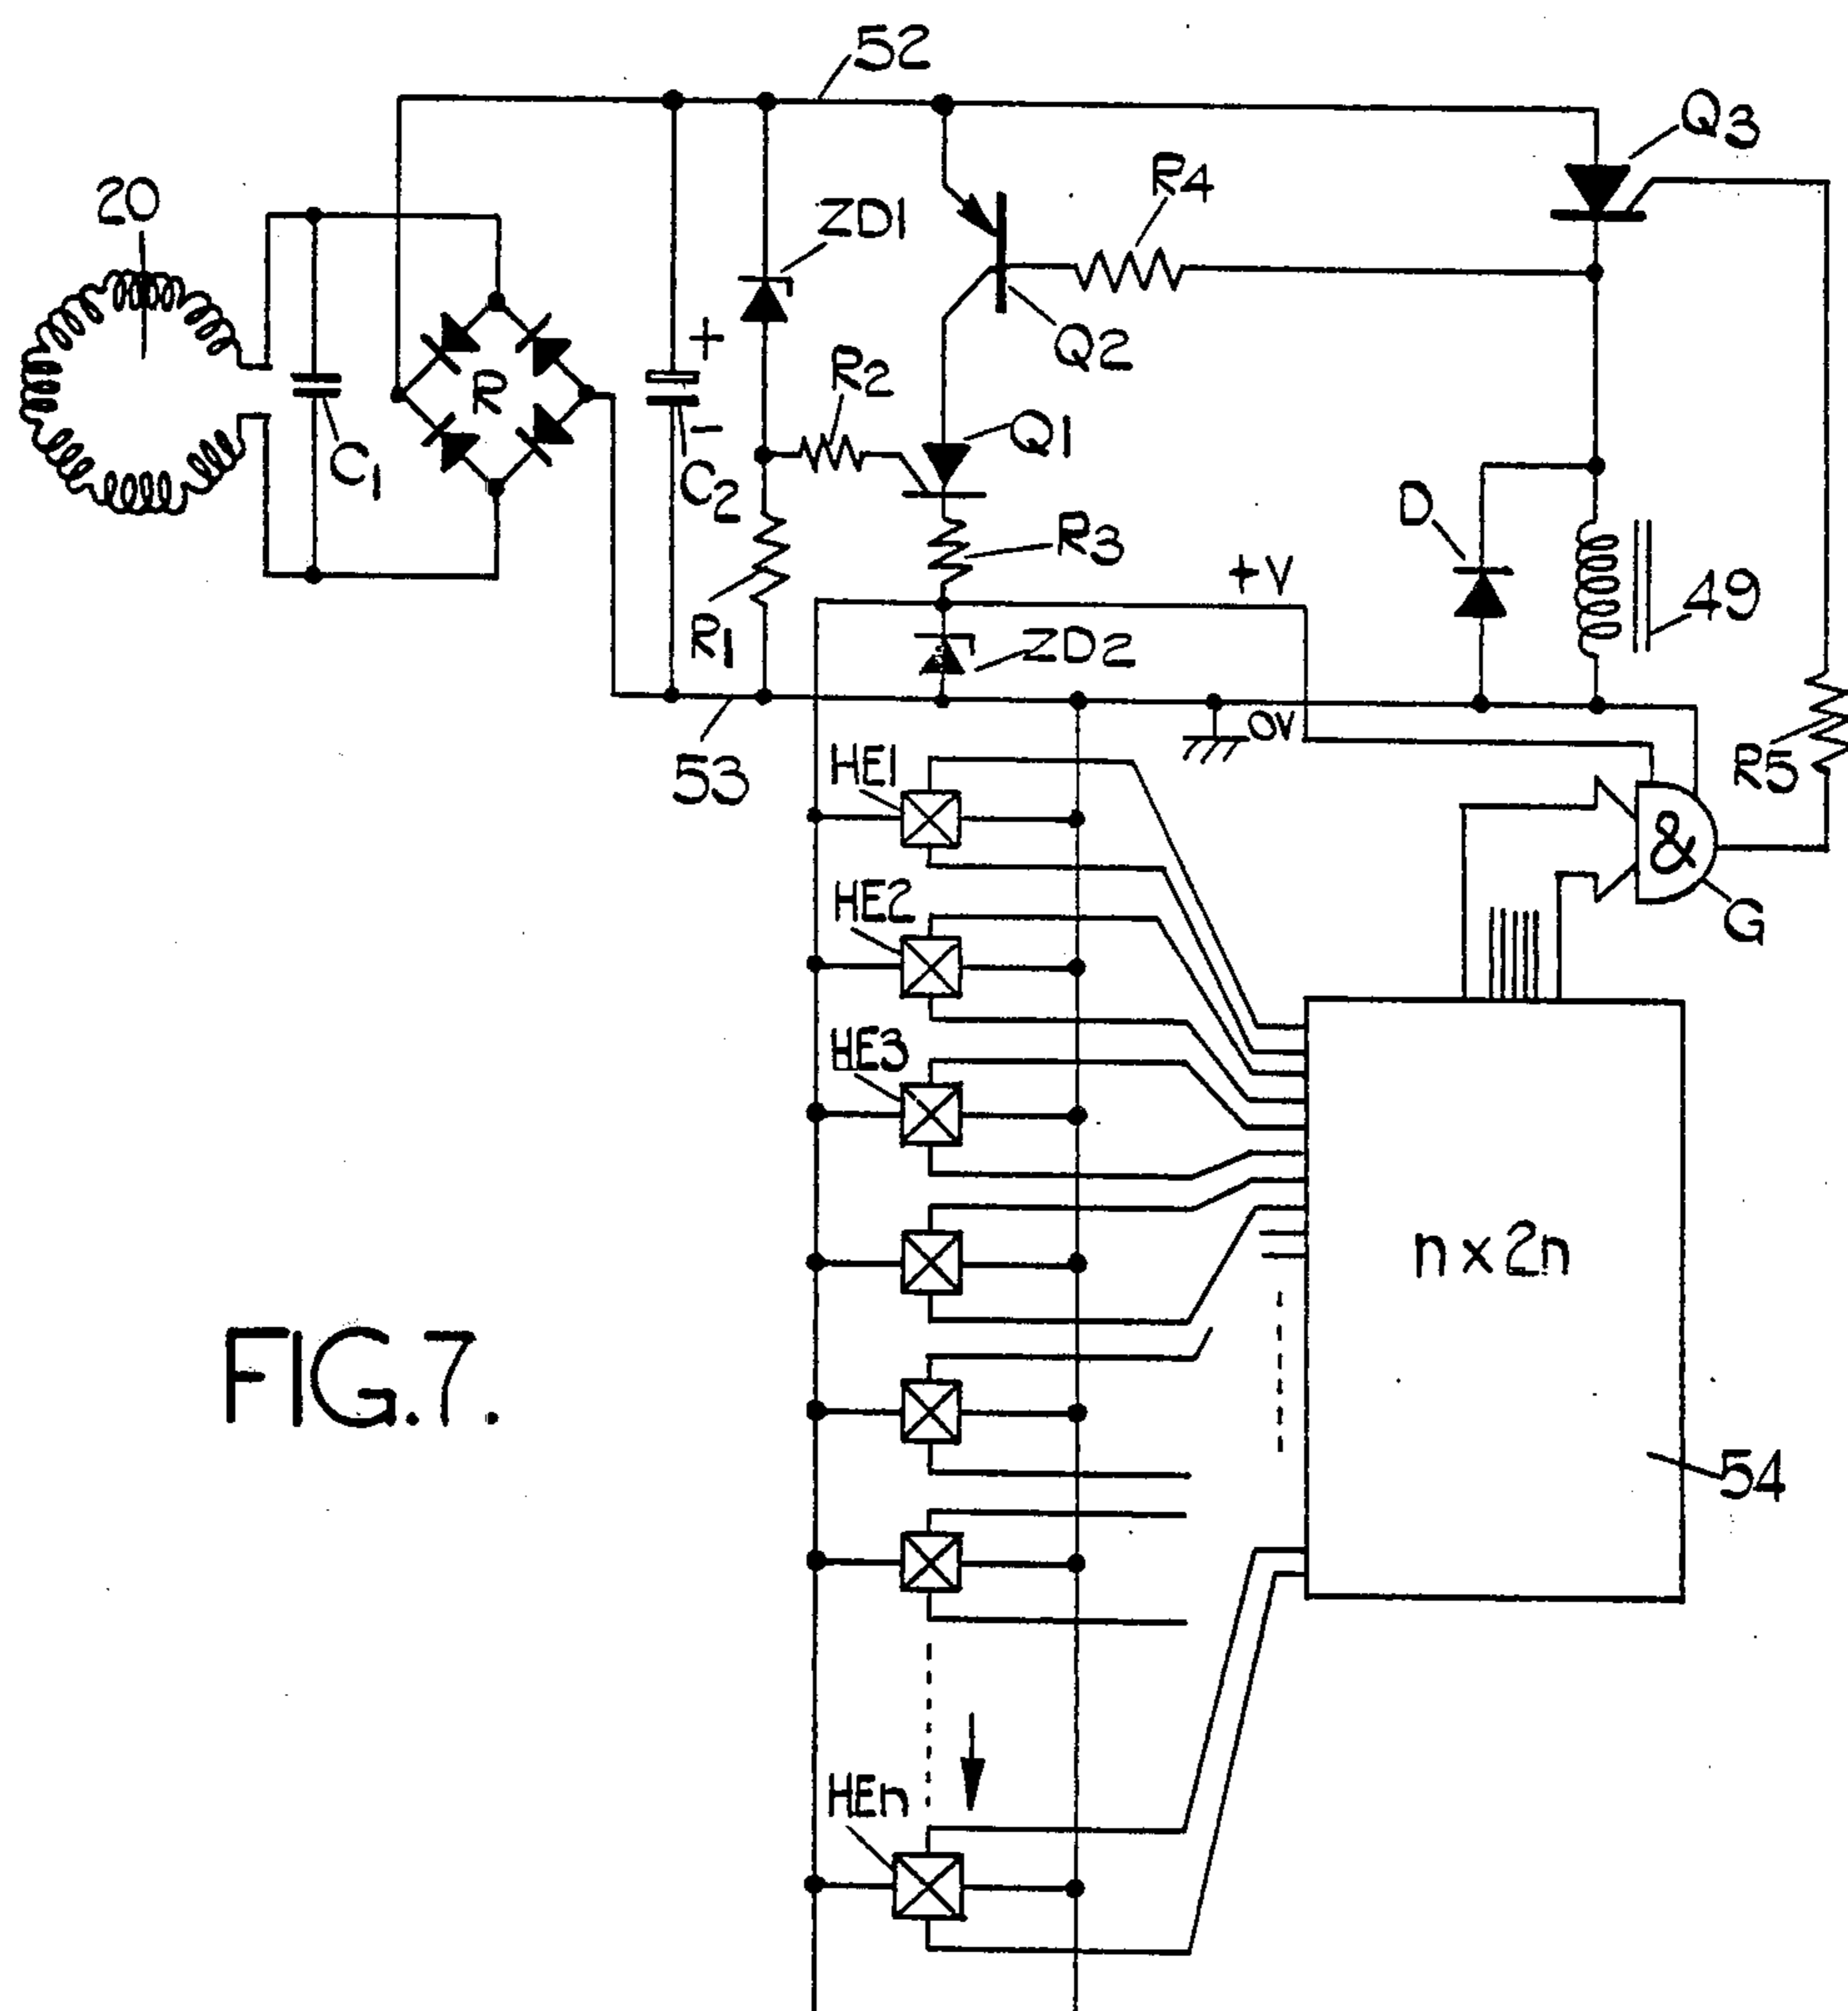 52
Q3
20
R4
ZD1
R
C1
+
-
C2
R2
Q2
Q1
R3
R1
+V
ZD2
D
49
53
0V
R5
HE1
&
G
HE2
HE3
n x 2n
FIG.7.
54
HEn